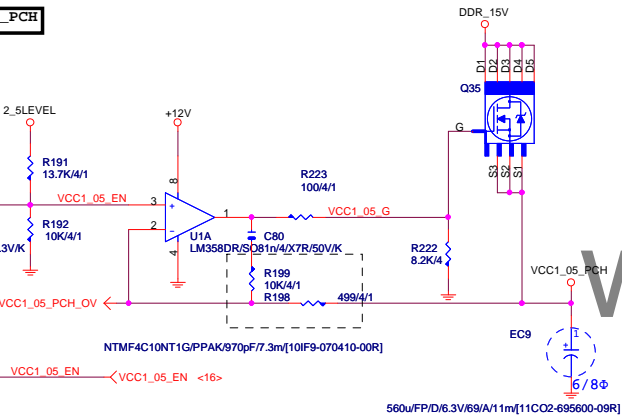 _PCH
DDR_15V
D1
D2
D3
D4
D5
Q35
2_5LEVEL
+12V
G
R191
13.7K/4/1
8
R223
100/4/1
S3
S2
S1
VCC1_05_EN
3
+
1
VCC1_05_G
R192
10K/4/1
2
-
U1A
C80
.3V/K
LM358DR/SO8
1n/4/X7R/50V/K
4
R222
8.2K/4
R199
10K/4/1
VCC1_05_PCH
VCC1_05_PCH_OV
R198
499/4/1
EC9
1
+
NTMF4C10NT1G/PPAK/970pF/7.3m/[10IF9-070410-00R]
VCC1_05_EN
VCC1_05_EN <16>
6/8Φ
560u/FP/D/6.3V/69/A/11m/[11CO2-695600-09R]